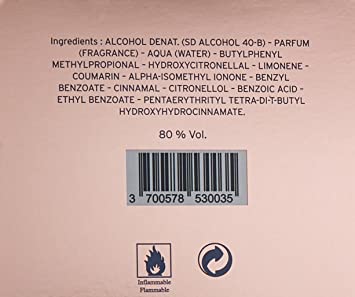 Ingredients : ALCOHOL DENAT. (SD ALCOHOL 40-B) – PARFUM
(FRAGRANCE) – AQUA (WATER) – BUTYLPHENYL
METHYLPROPIONAL – HYDROXYCITRONELLAL – LIMONENE –
COUMARIN – ALPHA-ISOMETHYL IONONE – BENZYL
BENZOATE – CINNAMAL – CITRONELLOL – BENZOIC ACID –
ETHYL BENZOATE – PENTAERYTHRITYL TETRA-DI-T-BUTYL
HYDROXYHYDROCINNAMATE.
80 % Vol.
3 700578 530035
Inflammable
Flammable